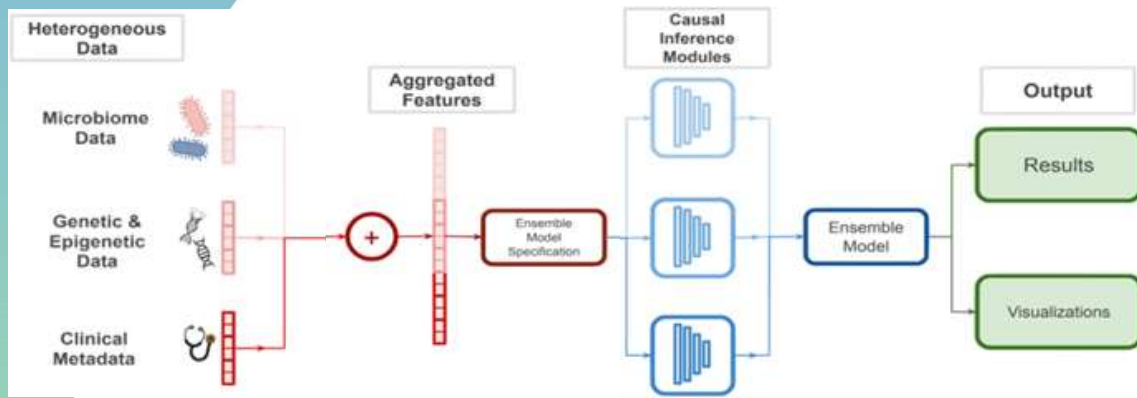 Heterogeneous
Data
Microbiome
Data
Genetic &
Epigenetic
Data
Clinical
Metadata
Aggregated
Features
+
Ensemble
Model
Specification
Causal
Inference
Modules
Ensemble
Model
Output
Results
Visualizations